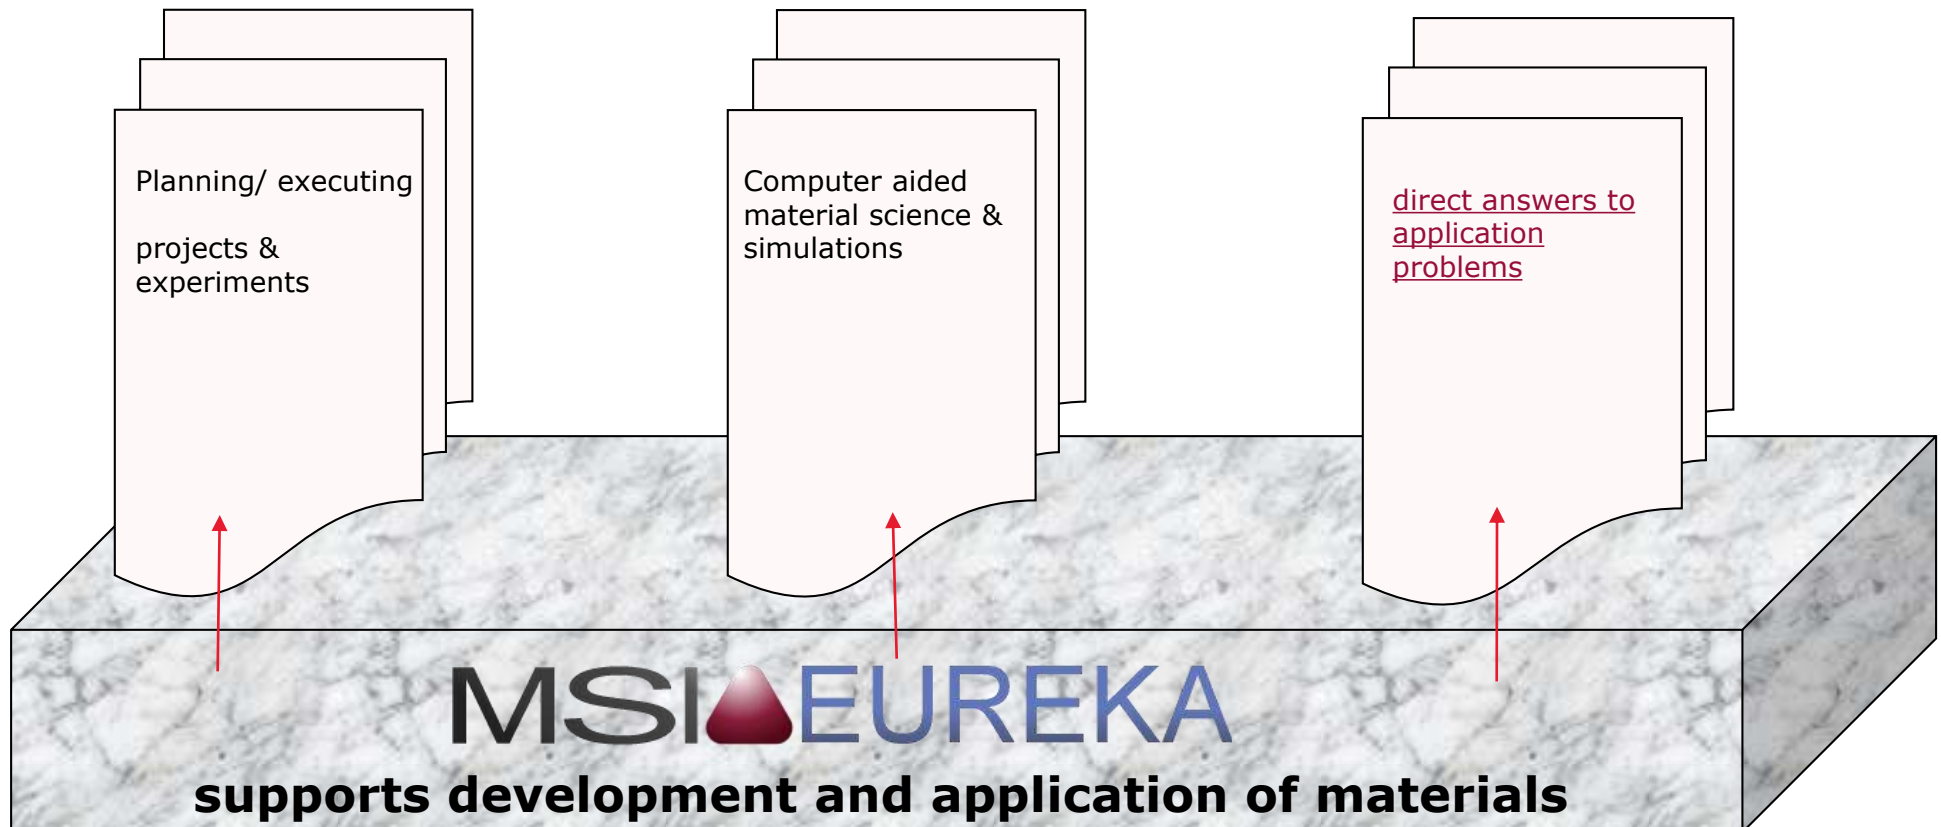 Planning/ executing
projects &
experiments
Computer aided
material science &
simulations
direct answers to
application
problems
MSI EUREKA
supports development and application of materials